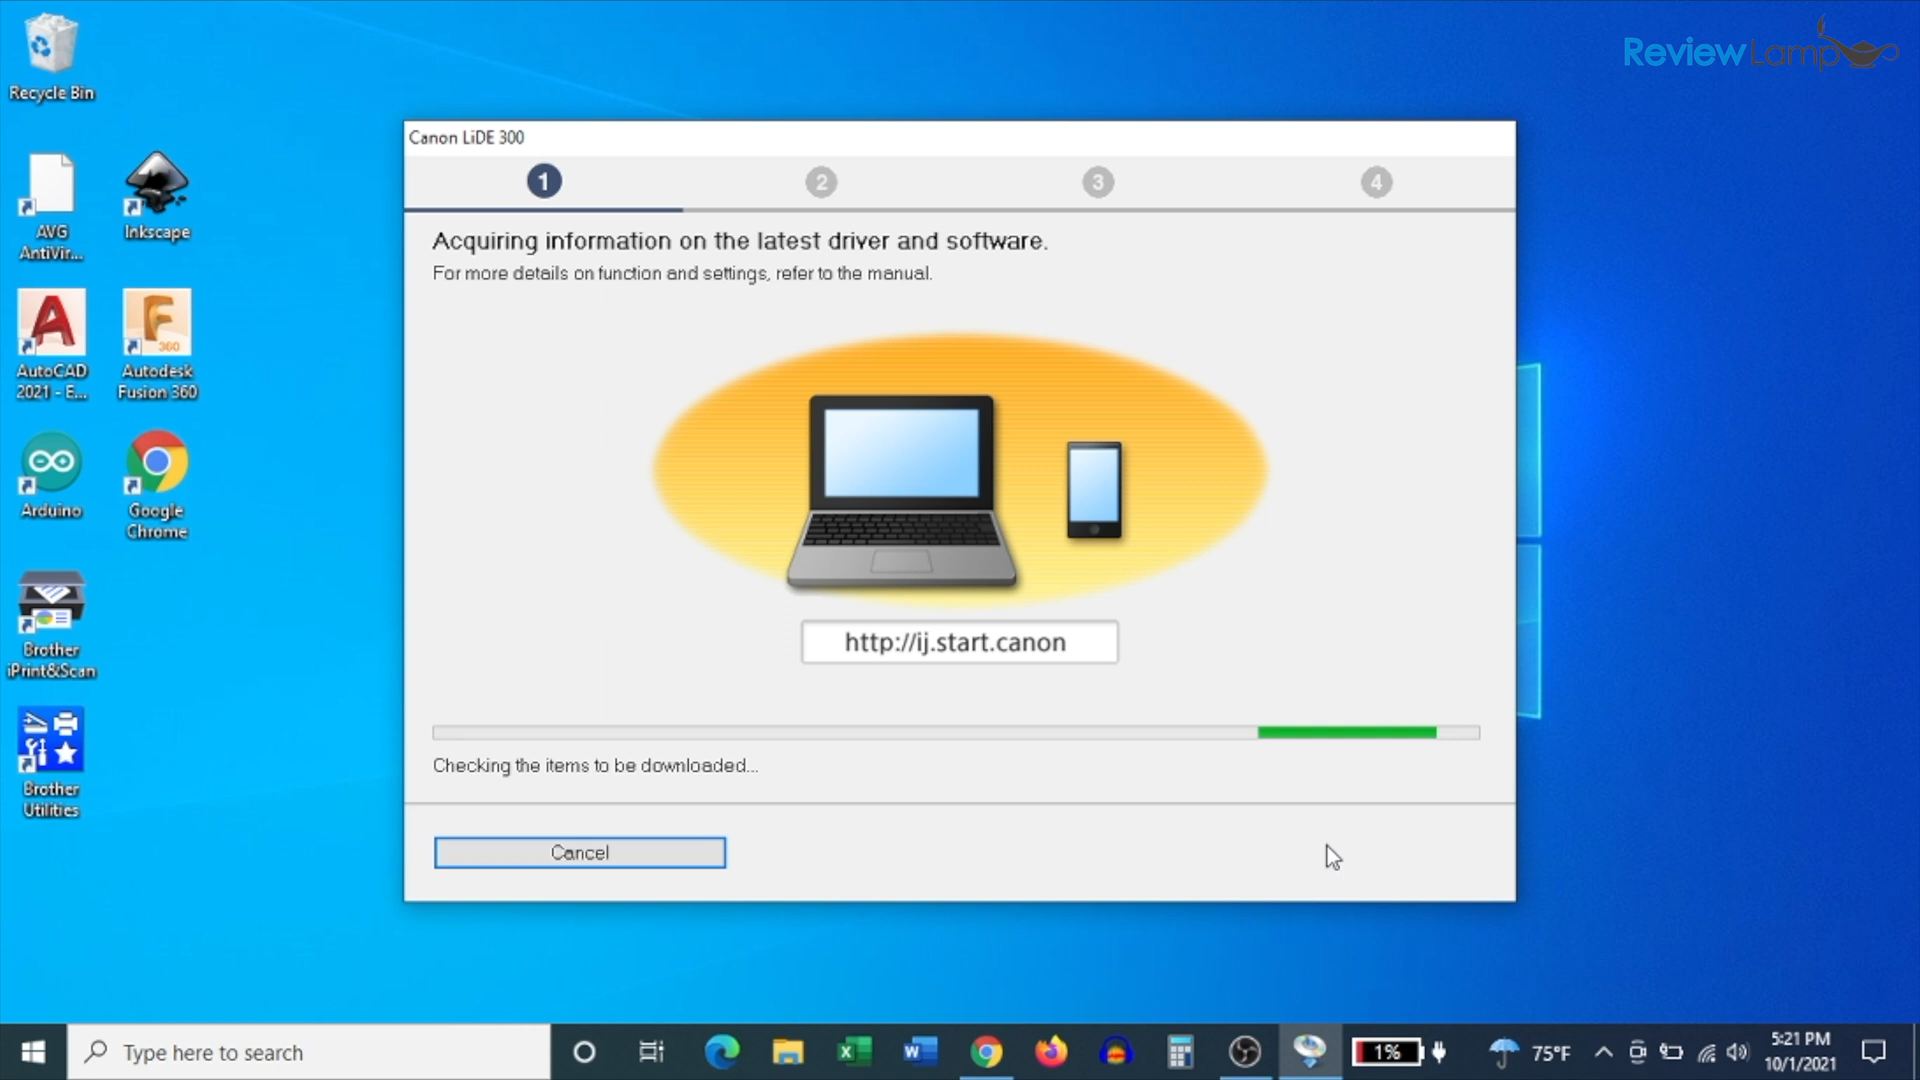 ReviewLamp
Recycle Bin
AVG
AntiVir...
Inkscape
AutoCAD
2021 - E...
Autodesk
Fusion 360
360
Arduino
Google
Chrome
Brother
iPrint&Scan
Brother
Utilities
Canon LiDE 300
1
2
3
4
Acquiring information on the latest driver and software.
For more details on function and settings, refer to the manual.
http://ij.start.canon
Checking the items to be downloaded...
Cancel
Type here to search
1%
75°F
5:21 PM
10/1/2021